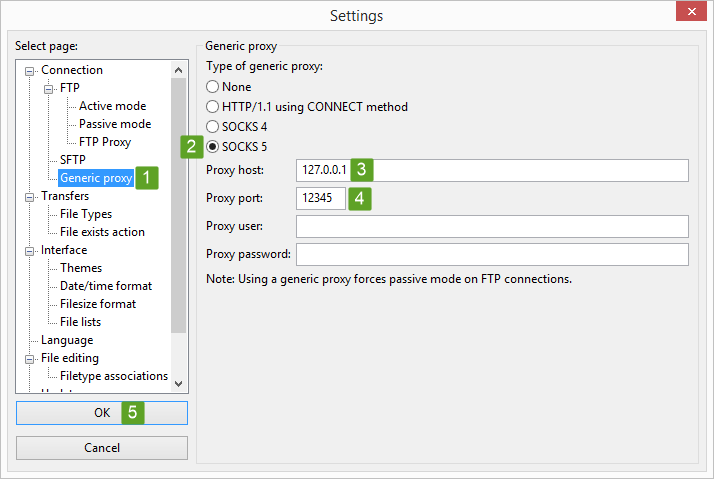 Settings
Select page:
Connection
FTP
Active mode
Passive mode
FTP Proxy
SFTP
Generic proxy 1
Transfers
File Types
File exists action
Interface
Themes
Date/time format
Filesize format
File lists
Language
File editing
Filetype associations
OK 5
Cancel
Generic proxy
Type of generic proxy:
None
HTTP/1.1 using CONNECT method
SOCKS 4
2 SOCKS 5
Proxy host: 127.0.0.1 3
Proxy port: 12345 4
Proxy user:
Proxy password:
Note: Using a generic proxy forces passive mode on FTP connections.